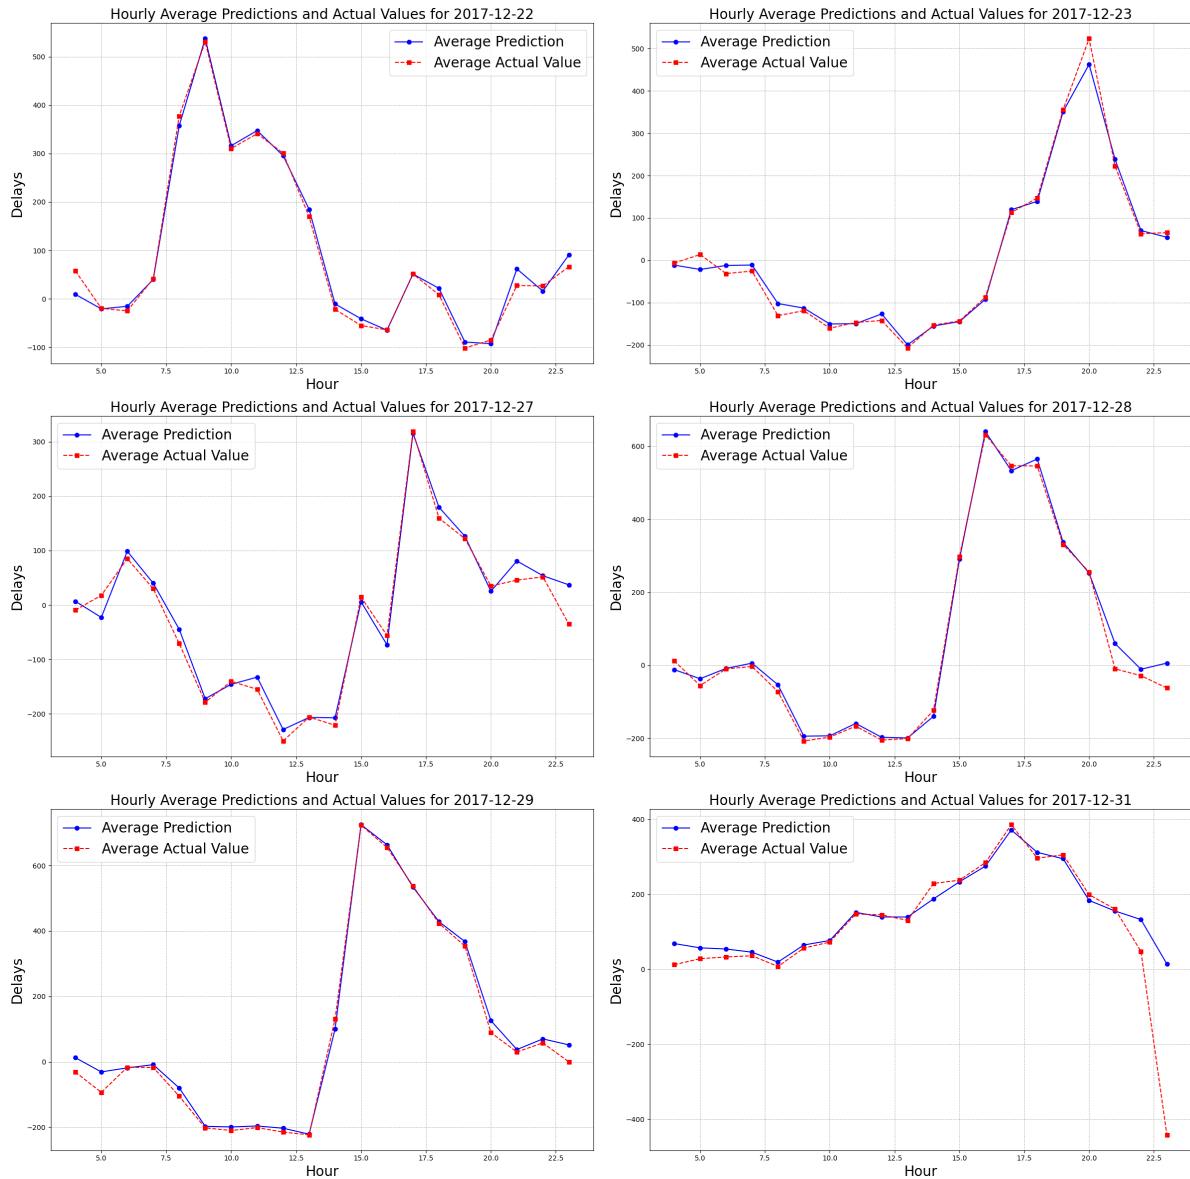 Hourly Average Predictions and Actual Values for 2017-12-22
Average Prediction
Average Actual Value
Delays
500
400
300
200
100
0
−100
5.0 7.5 10.0 12.5 15.0 17.5 20.0 22.5
Hour
Hourly Average Predictions and Actual Values for 2017-12-23
Average Prediction
Average Actual Value
Delays
500
400
300
200
100
0
−100
−200
5.0 7.5 10.0 12.5 15.0 17.5 20.0 22.5
Hour
Hourly Average Predictions and Actual Values for 2017-12-27
Average Prediction
Average Actual Value
Delays
300
200
100
0
−100
−200
5.0 7.5 10.0 12.5 15.0 17.5 20.0 22.5
Hour
Hourly Average Predictions and Actual Values for 2017-12-28
Average Prediction
Average Actual Value
Delays
600
400
200
0
−200
5.0 7.5 10.0 12.5 15.0 17.5 20.0 22.5
Hour
Hourly Average Predictions and Actual Values for 2017-12-29
Average Prediction
Average Actual Value
Delays
600
400
200
0
−200
5.0 7.5 10.0 12.5 15.0 17.5 20.0 22.5
Hour
Hourly Average Predictions and Actual Values for 2017-12-31
Average Prediction
Average Actual Value
Delays
400
200
0
−200
−400
5.0 7.5 10.0 12.5 15.0 17.5 20.0 22.5
Hour